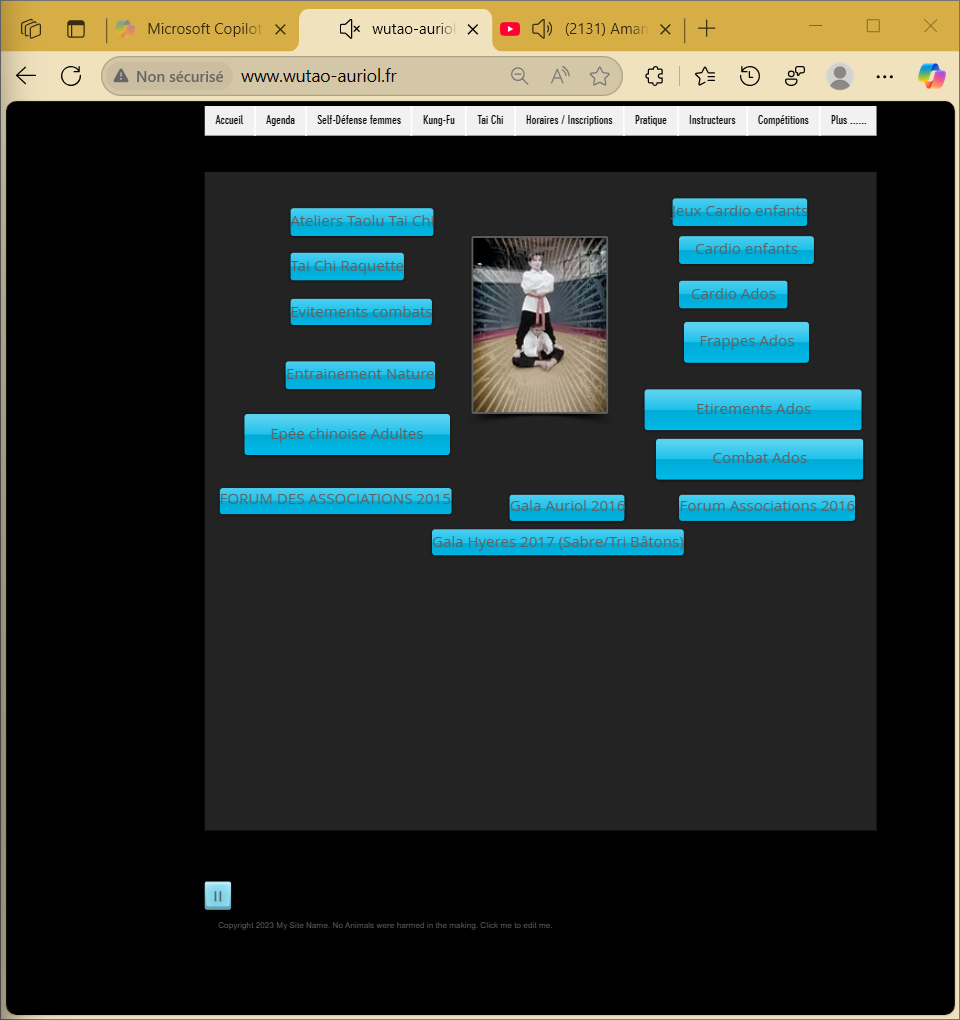 Microsoft Copilot
wutao-auriol
(2131) Aman
Non sécurisé
www.wutao-auriol.fr
Accueil
Agenda
Self-Défense femmes
Kung-Fu
Tai Chi
Horaires / Inscriptions
Pratique
Instructeurs
Compétitions
Plus ......
Ateliers Taolu Tai Chi
Jeux Cardio enfants
Cardio enfants
Tai Chi Raquette
Cardio Ados
Evitements combats
Frappes Ados
Entrainement Nature
Etirements Ados
Epée chinoise Adultes
Combat Ados
FORUM DES ASSOCIATIONS 2015
Gala Auriol 2016
Forum Associations 2016
Gala Hyeres 2017 (Sabre/Tri Bâtons)
Copyright 2023 My Site Name. No Animals were harmed in the making. Click me to edit me.